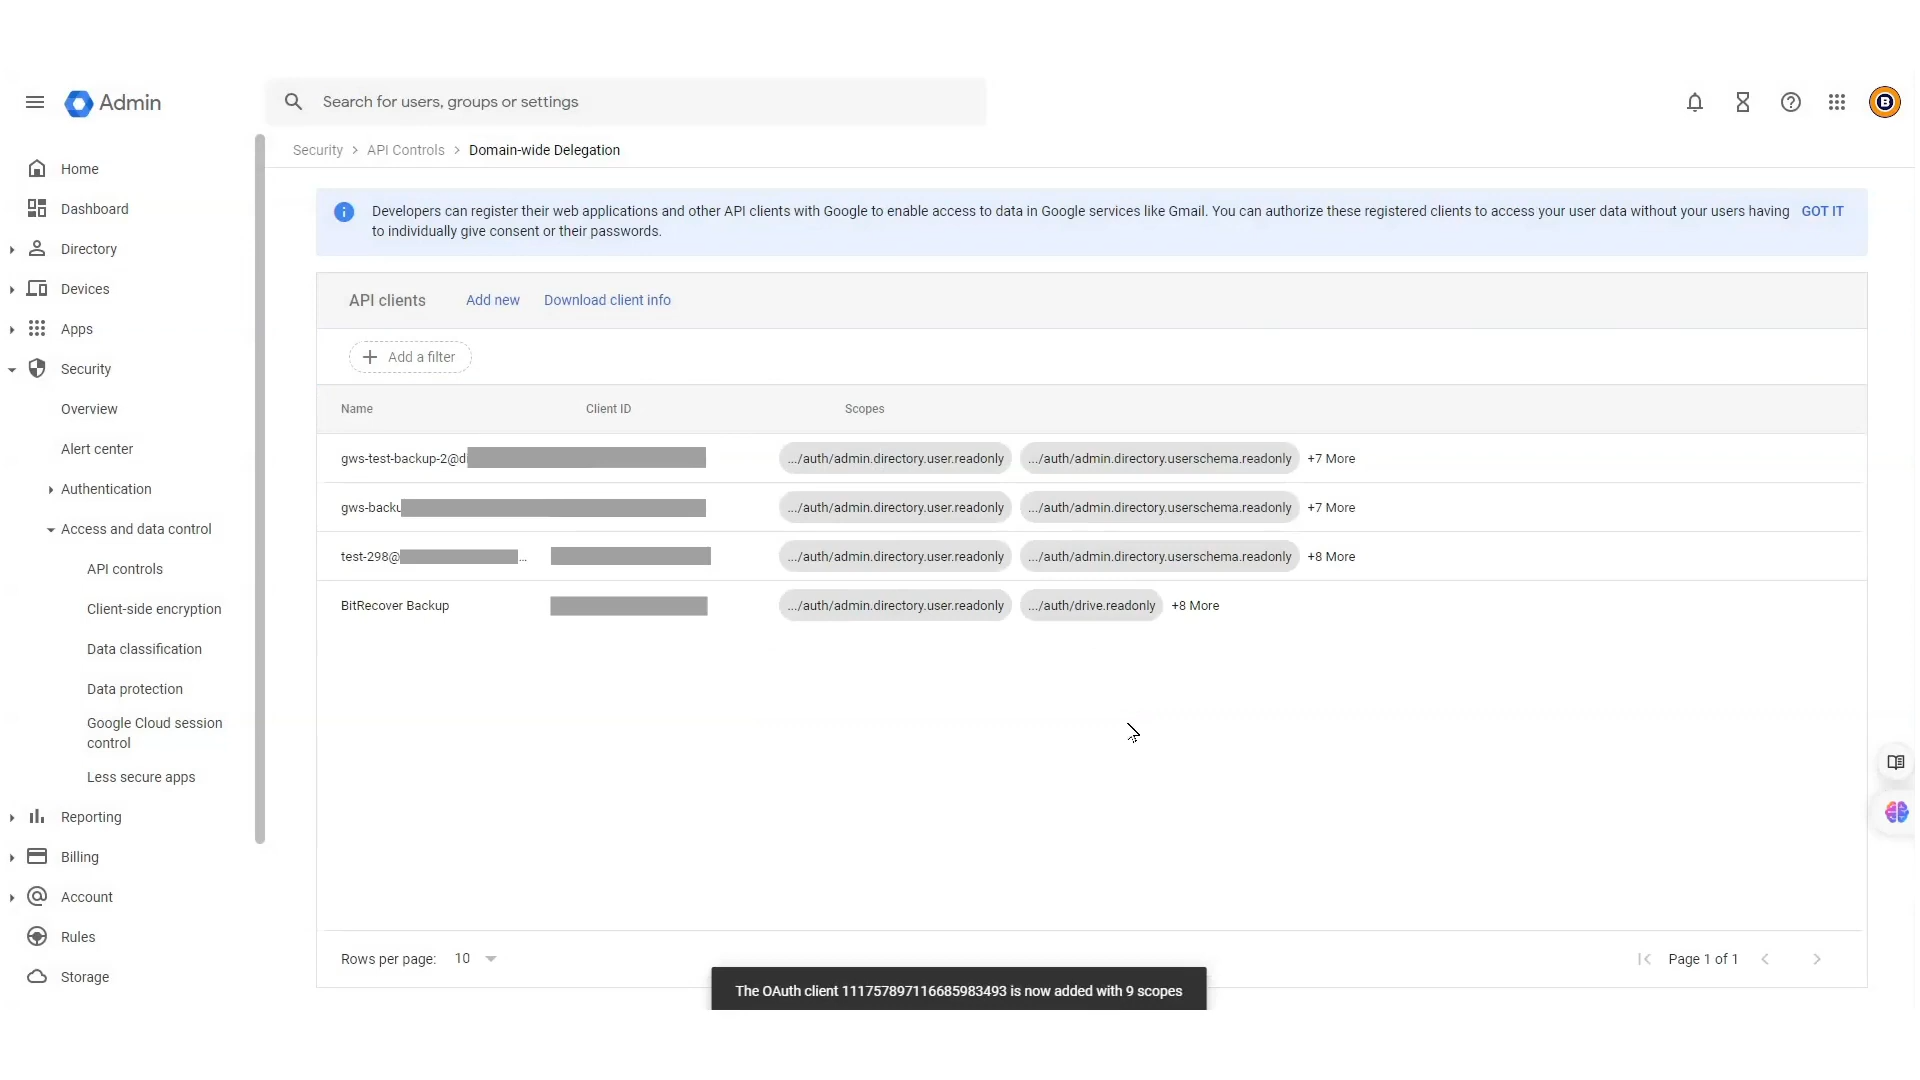 Admin
Search for users, groups or settings
Security > API Controls > Domain-wide Delegation
Home
Dashboard
Directory
Devices
Apps
Security
Overview
Alert center
Authentication
Access and data control
API controls
Client-side encryption
Data classification
Data protection
Google Cloud session
control
Less secure apps
Reporting
Billing
Account
Rules
Storage
Developers can register their web applications and other API clients with Google to enable access to data in Google services like Gmail. You can authorize these registered clients to access your user data without your users having
to individually give consent or their passwords.
GOT IT
API clients Add new Download client info
Add a filter
Name Client ID Scopes
gws-test-backup-2@d .../auth/admin.directory.user.readonly .../auth/admin.directory.userschema.readonly +7 More
gws-backu .../auth/admin.directory.user.readonly .../auth/admin.directory.userschema.readonly +7 More
test-298@ ... .../auth/admin.directory.user.readonly .../auth/admin.directory.userschema.readonly +8 More
BitRecover Backup .../auth/admin.directory.user.readonly .../auth/drive.readonly +8 More
Rows per page: 10 Page 1 of 1
The OAuth client 111757897116685983493 is now added with 9 scopes